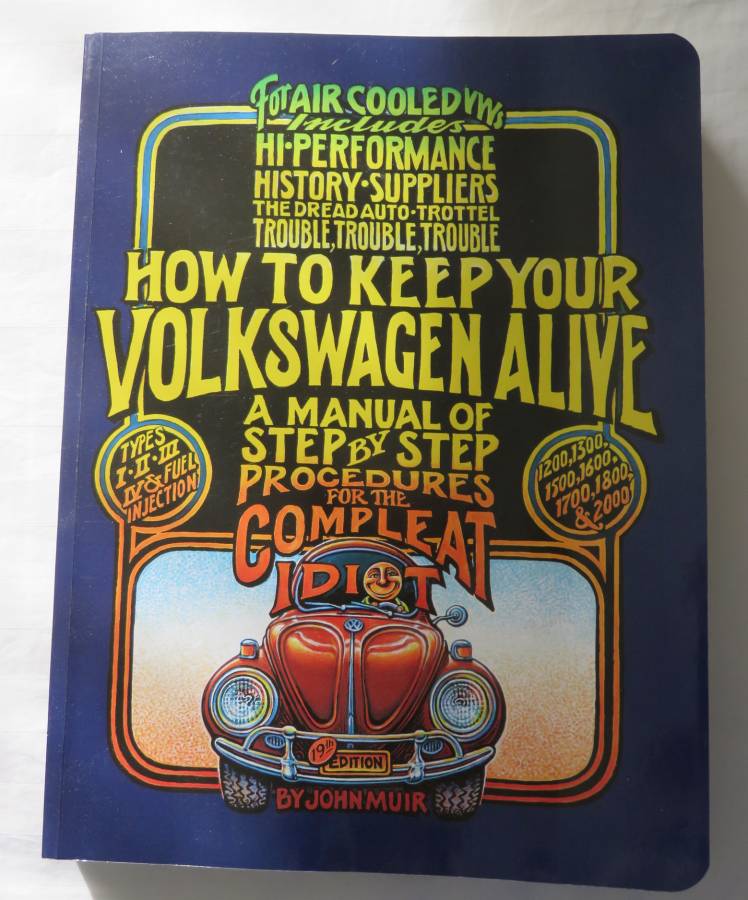 For AIR COOLED VWs
Includes
HI-PERFORMANCE
HISTORY·SUPPLIERS
THE DREAD AUTO-TROTTEL
TROUBLE, TROUBLE, TROUBLE
HOW TO KEEP YOUR
VOLKSWAGEN ALIVE
A MANUAL OF
STEP BY STEP
PROCEDURES
FOR THE
COMPLEAT
IDIOT
TYPES
I·II·III
IV & FUEL
INJECTION
1200, 1300,
1500, 1600,
1700, 1800,
& 2000
VW
19th
EDITION
BY JOHN MUIR